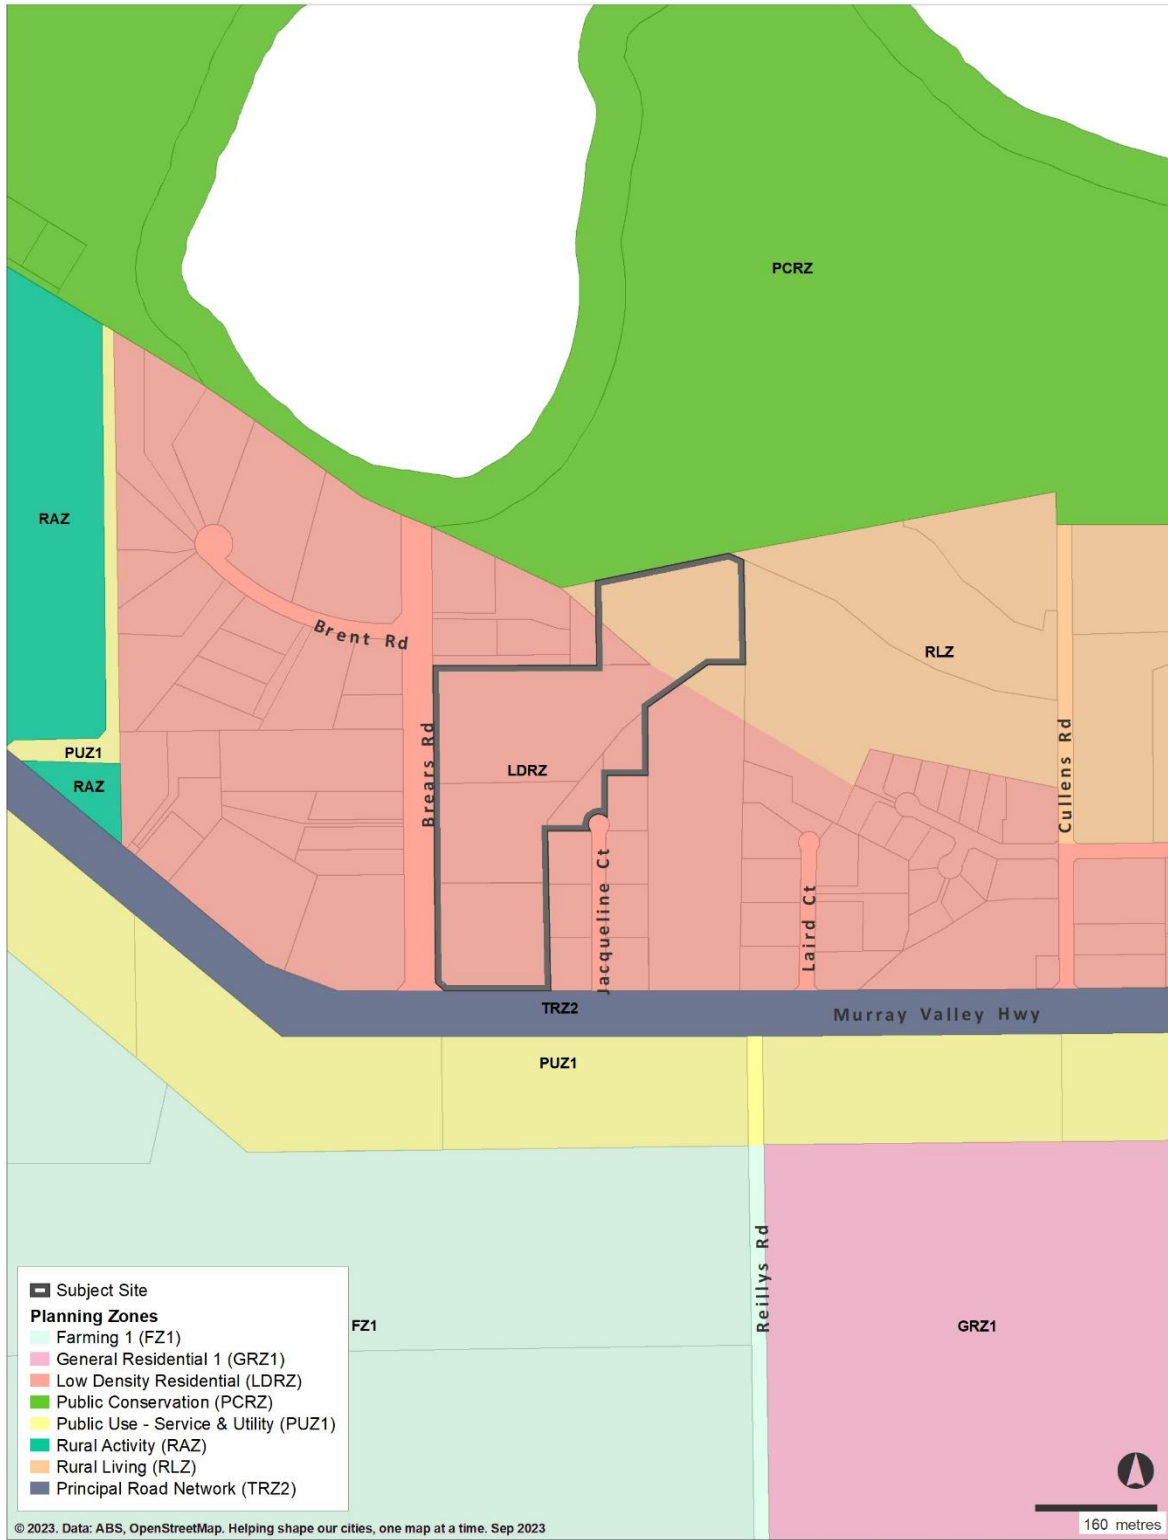 PCRZ
RAZ
Brent Rd
RLZ
PUZ1
RAZ
Brears Rd
LDRZ
Cullens Rd
Jacqueline Ct
Laird Ct
TRZ2
Murray Valley Hwy
PUZ1
Reillys Rd
FZ1
GRZ1
Subject Site
Planning Zones
Farming 1 (FZ1)
General Residential 1 (GRZ1)
Low Density Residential (LDRZ)
Public Conservation (PCRZ)
Public Use - Service & Utility (PUZ1)
Rural Activity (RAZ)
Rural Living (RLZ)
Principal Road Network (TRZ2)
160 metres
© 2023. Data: ABS, OpenStreetMap. Helping shape our cities, one map at a time. Sep 2023